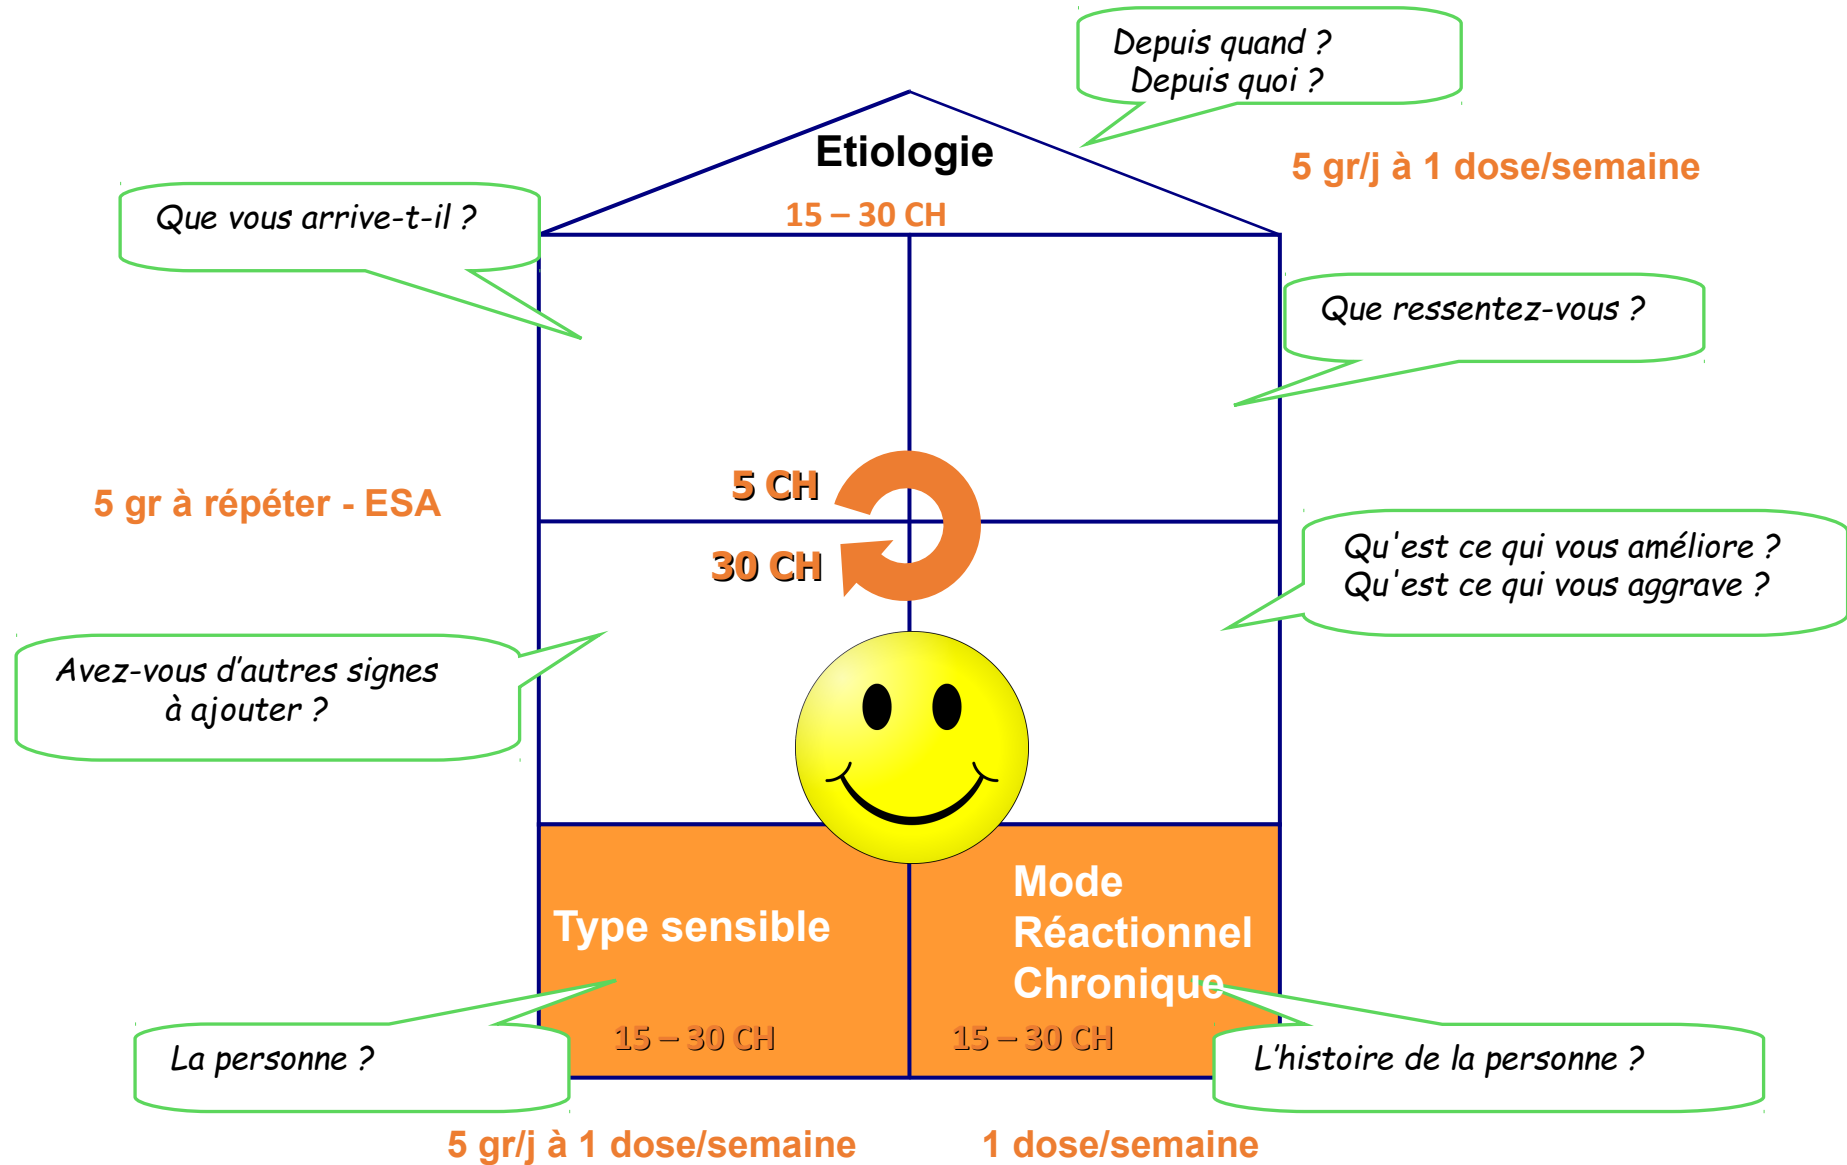 Depuis quand ?
Depuis quoi ?
Etiologie
5 gr/j à 1 dose/semaine
15 – 30 CH
Que vous arrive-t-il ?
Que ressentez-vous ?
5 CH
5 gr à répéter - ESA
30 CH
Qu'est ce qui vous améliore ?
Qu'est ce qui vous aggrave ?
Avez-vous d’autres signes
à ajouter ?
Type sensible
Mode
Réactionnel
Chronique
15 – 30 CH
15 – 30 CH
La personne ?
L’histoire de la personne ?
5 gr/j à 1 dose/semaine
1 dose/semaine